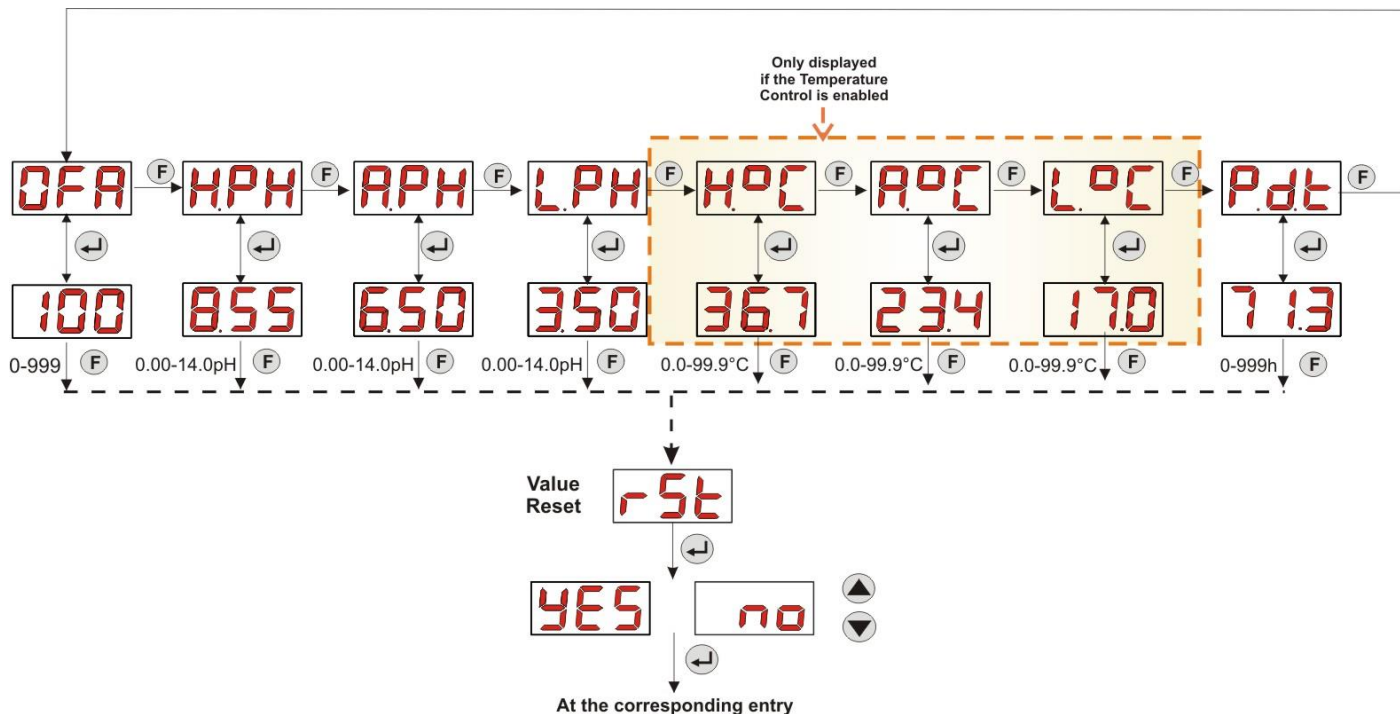 Only displayed
if the Temperature
Control is enabled
OFA F H.PH F A.PH F L.PH F H.°C F A°C F L.°C F P.d.t F
100 8.55 6.50 3.50 36.7 23.4 17.0 71.3
0-999 F 0.00-14.0pH F 0.00-14.0pH F 0.00-14.0pH F 0.0-99.9°C F 0.0-99.9°C F 0.0-99.9°C F 0-999h F
Value
Reset
rSt
YES no
At the corresponding entry